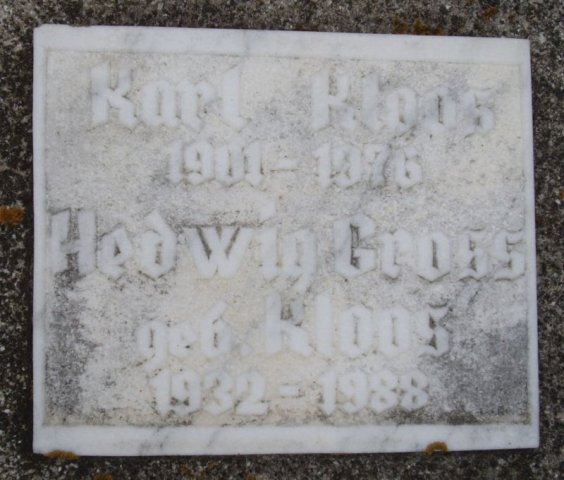 Karl Kloos
1901 - 1976
Hedwig Gross
geb. Kloos
1932 - 1988